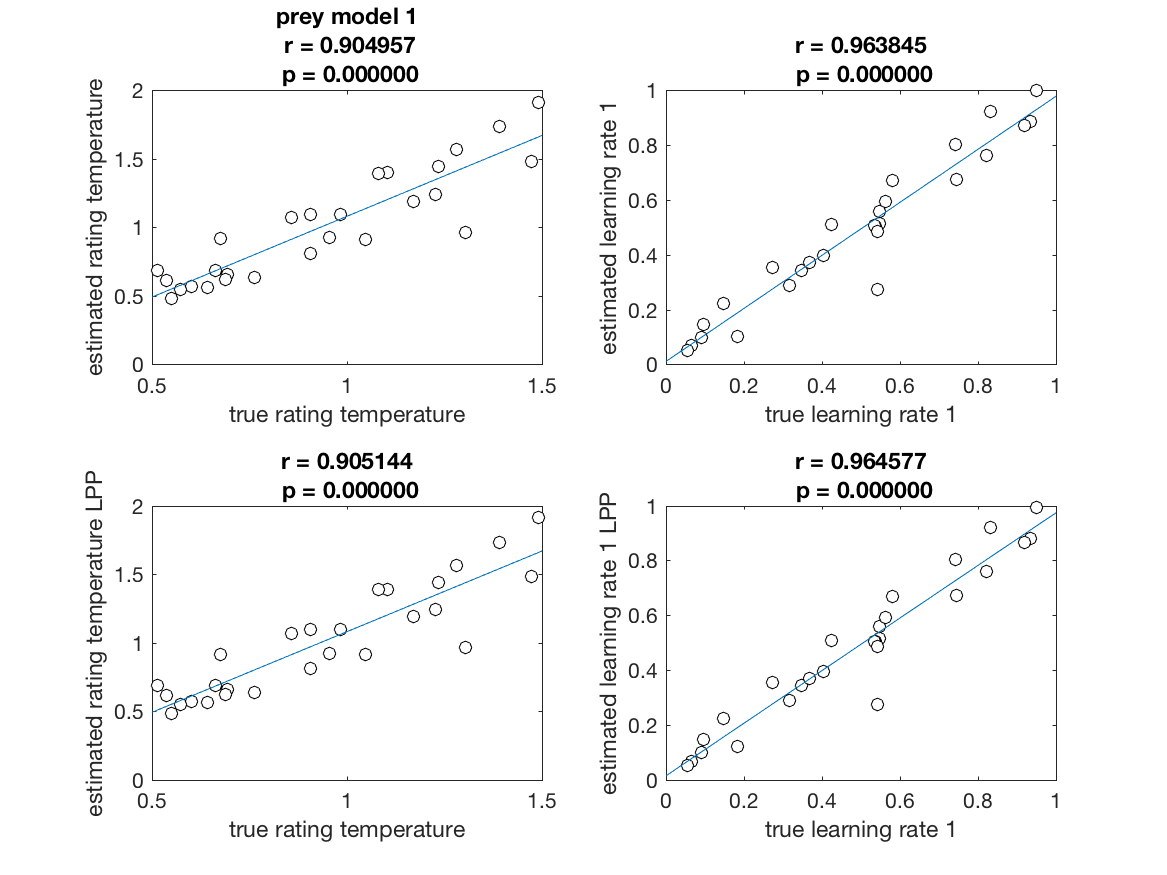 prey model 1
r = 0.904957
p = 0.000000
estimated rating temperature
2
1.5
1
0.5
0
0.5
1
1.5
true rating temperature
r = 0.963845
p = 0.000000
estimated learning rate 1
1
0.8
0.6
0.4
0.2
0
0
0.2
0.4
0.6
0.8
1
true learning rate 1
r = 0.905144
p = 0.000000
estimated rating temperature LPP
2
1.5
1
0.5
0
0.5
1
1.5
true rating temperature
r = 0.964577
p = 0.000000
estimated learning rate 1 LPP
1
0.8
0.6
0.4
0.2
0
0
0.2
0.4
0.6
0.8
1
true learning rate 1